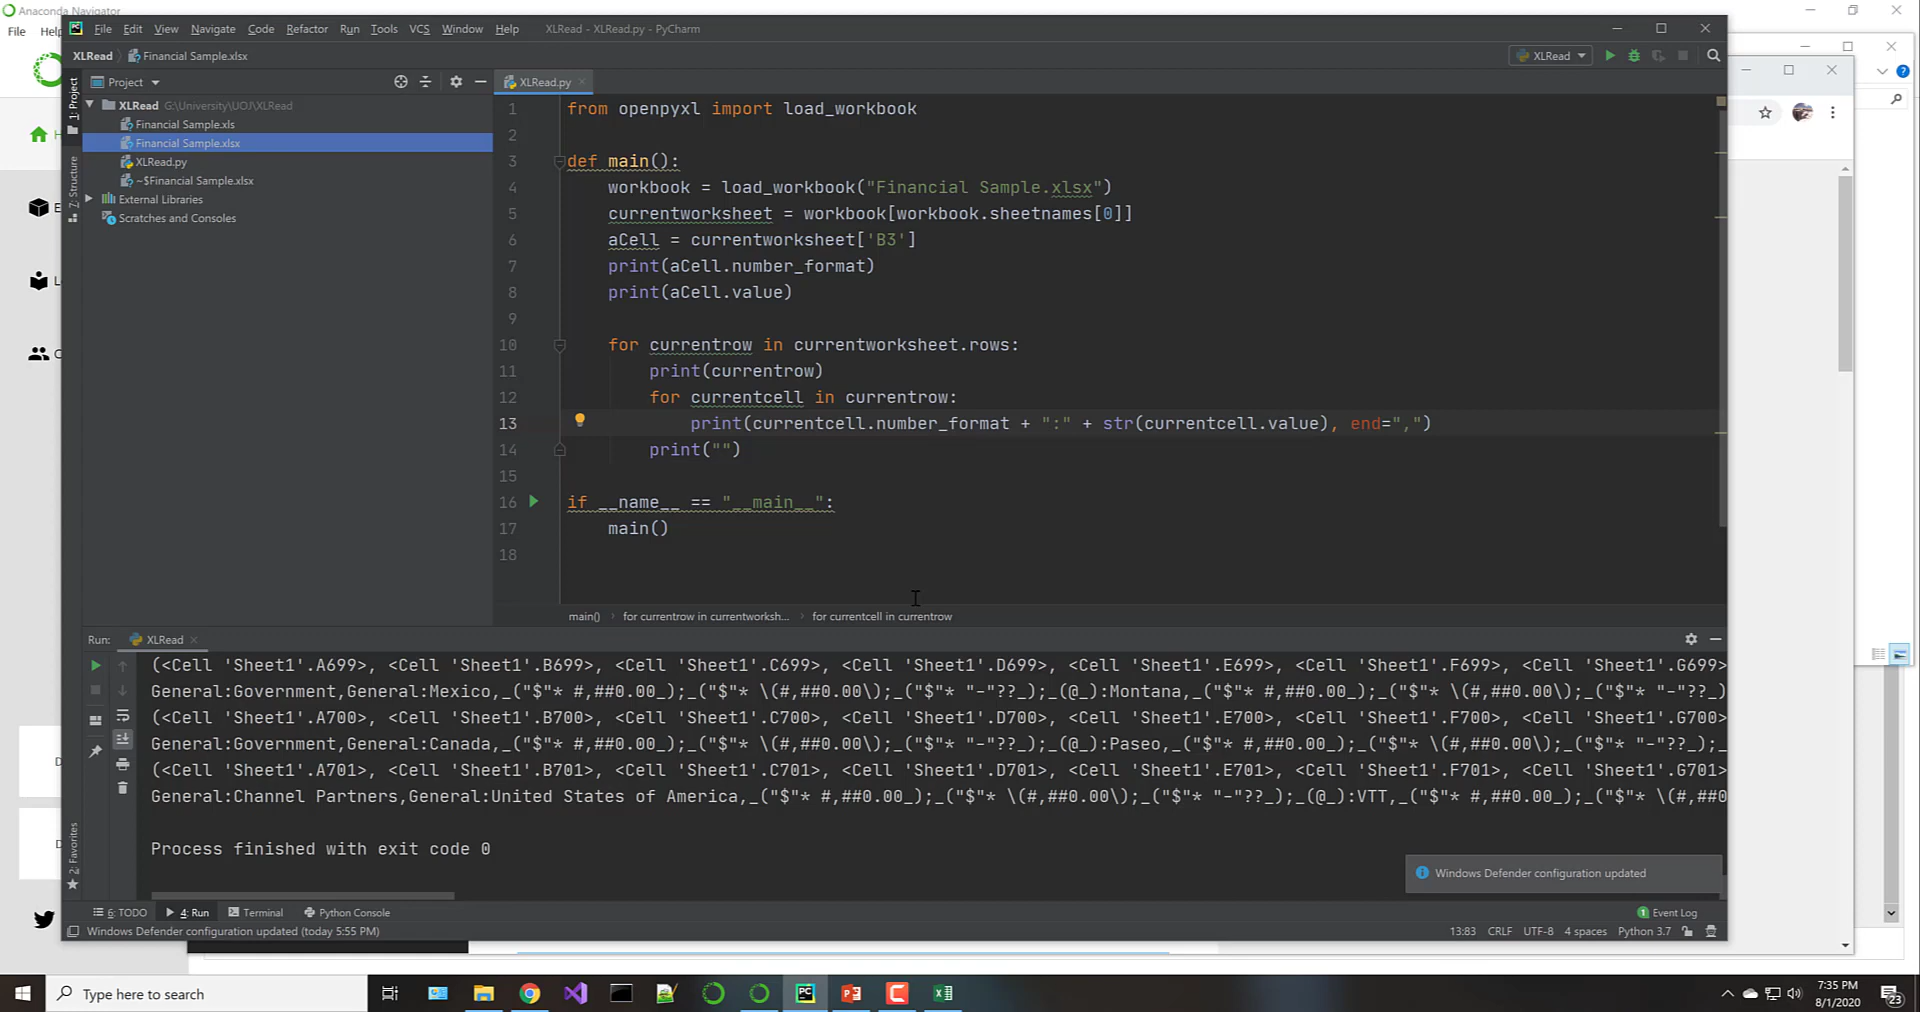 Anaconda Navigator
File Help
File Edit View Navigate Code Refactor Run Tools VCS Window Help XLRead - XLRead.py - PyCharm
XLRead Financial Sample.xlsx XLRead
Project XLRead.py
1: Project
XLRead G:\University\UOJ\XLRead
Financial Sample.xls
Financial Sample.xlsx
XLRead.py
~$Financial Sample.xlsx
External Libraries
Scratches and Consoles
7: Structure
1 from openpyxl import load_workbook
2
3 def main():
4 workbook = load_workbook("Financial Sample.xlsx")
5 currentworksheet = workbook[workbook.sheetnames[0]]
6 aCell = currentworksheet['B3']
7 print(aCell.number_format)
8 print(aCell.value)
9
10 for currentrow in currentworksheet.rows:
11 print(currentrow)
12 for currentcell in currentrow:
13 print(currentcell.number_format + ":" + str(currentcell.value), end=",")
14 print("")
15
16 if __name__ == "__main__":
17 main()
18
main() for currentrow in currentworksh... for currentcell in currentrow
Run: XLRead
(<Cell 'Sheet1'.A699>, <Cell 'Sheet1'.B699>, <Cell 'Sheet1'.C699>, <Cell 'Sheet1'.D699>, <Cell 'Sheet1'.E699>, <Cell 'Sheet1'.F699>, <Cell 'Sheet1'.G699>
General:Government,General:Mexico,_("$"* #,##0.00_);_("$"* \(#,##0.00\);_("$"* "-"??_);_(@_):Montana,_("$"* #,##0.00_);_("$"* \(#,##0.00\);_("$"* "-"??_)
(<Cell 'Sheet1'.A700>, <Cell 'Sheet1'.B700>, <Cell 'Sheet1'.C700>, <Cell 'Sheet1'.D700>, <Cell 'Sheet1'.E700>, <Cell 'Sheet1'.F700>, <Cell 'Sheet1'.G700>
General:Government,General:Canada,_("$"* #,##0.00_);_("$"* \(#,##0.00\);_("$"* "-"??_);_(@_):Paseo,_("$"* #,##0.00_);_("$"* \(#,##0.00\);_("$"* "-"??_);_
(<Cell 'Sheet1'.A701>, <Cell 'Sheet1'.B701>, <Cell 'Sheet1'.C701>, <Cell 'Sheet1'.D701>, <Cell 'Sheet1'.E701>, <Cell 'Sheet1'.F701>, <Cell 'Sheet1'.G701>
General:Channel Partners,General:United States of America,_("$"* #,##0.00_);_("$"* \(#,##0.00\);_("$"* "-"??_);_(@_):VTT,_("$"* #,##0.00_);_("$"* \(#,##0
Process finished with exit code 0
Windows Defender configuration updated
2: Favorites
6: TODO 4: Run Terminal Python Console 1 Event Log
Windows Defender configuration updated (today 5:55 PM) 13:83 CRLF UTF-8 4 spaces Python 3.7
Type here to search
7:35 PM
8/1/2020
23